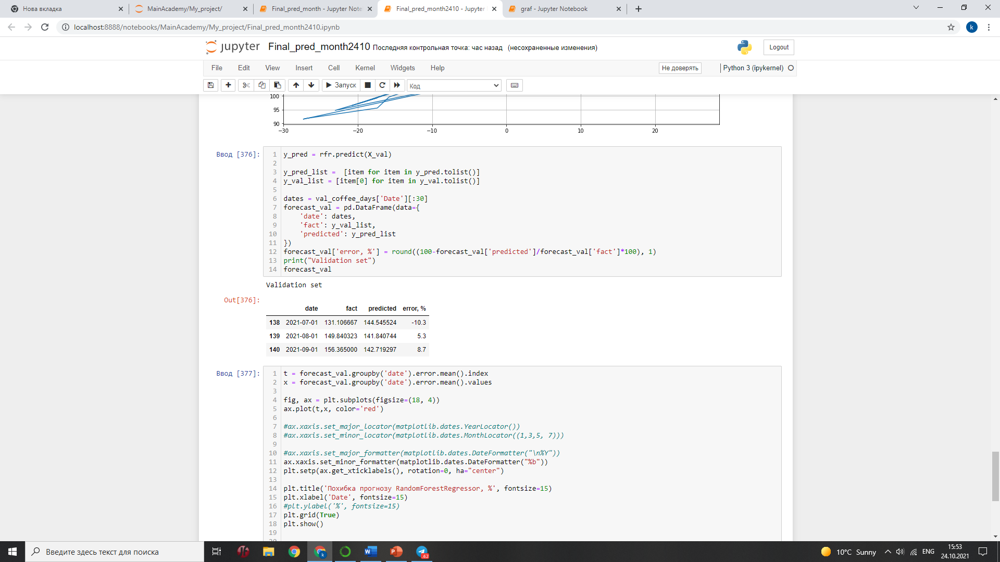 Нова вкладка
MainAcademy/My_project/
Final_pred_month - Jupyter Note
Final_pred_month2410 - Jupyter
graf - Jupyter Notebook
localhost:8888/notebooks/MainAcademy/My_project/Final_pred_month2410.ipynb
k
jupyter Final_pred_month2410 Последняя контрольная точка: час назад (несохраненные изменения)
Logout
File Edit View Insert Cell Kernel Widgets Help
Не доверять
Python 3 (ipykernel)
Запуск
Код
100
95
90
−30 −20 −10 0 10 20
Ввод [376]:
1 y_pred = rfr.predict(X_val)
2
3 y_pred_list =  [item for item in y_pred.tolist()]
4 y_val_list = [item[0] for item in y_val.tolist()]
5
6 dates = val_coffee_days['Date'][:30]
7 forecast_val = pd.DataFrame(data={
8     'date': dates,
9     'fact': y_val_list,
10     'predicted': y_pred_list
11 })
12 forecast_val['error, %'] = round((100-forecast_val['predicted']/forecast_val['fact']*100), 1)
13 print("Validation set")
14 forecast_val
Validation set
Out[376]:
date fact predicted error, %
138 2021-07-01 131.106667 144.545524 -10.3
139 2021-08-01 149.840323 141.840744 5.3
140 2021-09-01 156.365000 142.719297 8.7
Ввод [377]:
1 t = forecast_val.groupby('date').error.mean().index
2 x = forecast_val.groupby('date').error.mean().values
3
4 fig, ax = plt.subplots(figsize=(18, 4))
5 ax.plot(t,x, color='red')
6
7 #ax.xaxis.set_major_locator(matplotlib.dates.YearLocator())
8 #ax.xaxis.set_minor_locator(matplotlib.dates.MonthLocator((1,3,5, 7)))
9
10 #ax.xaxis.set_major_formatter(matplotlib.dates.DateFormatter("\n%Y"))
11 ax.xaxis.set_minor_formatter(matplotlib.dates.DateFormatter("%b"))
12 plt.setp(ax.get_xticklabels(), rotation=0, ha="center")
13
14 plt.title('Похибка прогнозу RandomForestRegressor, %', fontsize=15)
15 plt.xlabel('Date', fontsize=15)
16 #plt.ylabel('%', fontsize=15)
17 plt.grid(True)
18 plt.show()
19
Введите здесь текст для поиска
k
62
10°C Sunny
ENG
15:53
24.10.2021